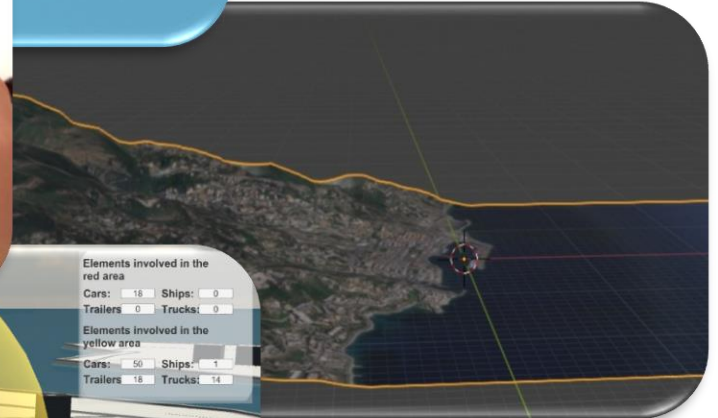 Elements involved in the
red area
Cars: 18 Ships: 0
Trailers 0 Trucks: 0
Elements involved in the
yellow area
Cars: 50 Ships: 1
Trailers 18 Trucks: 14